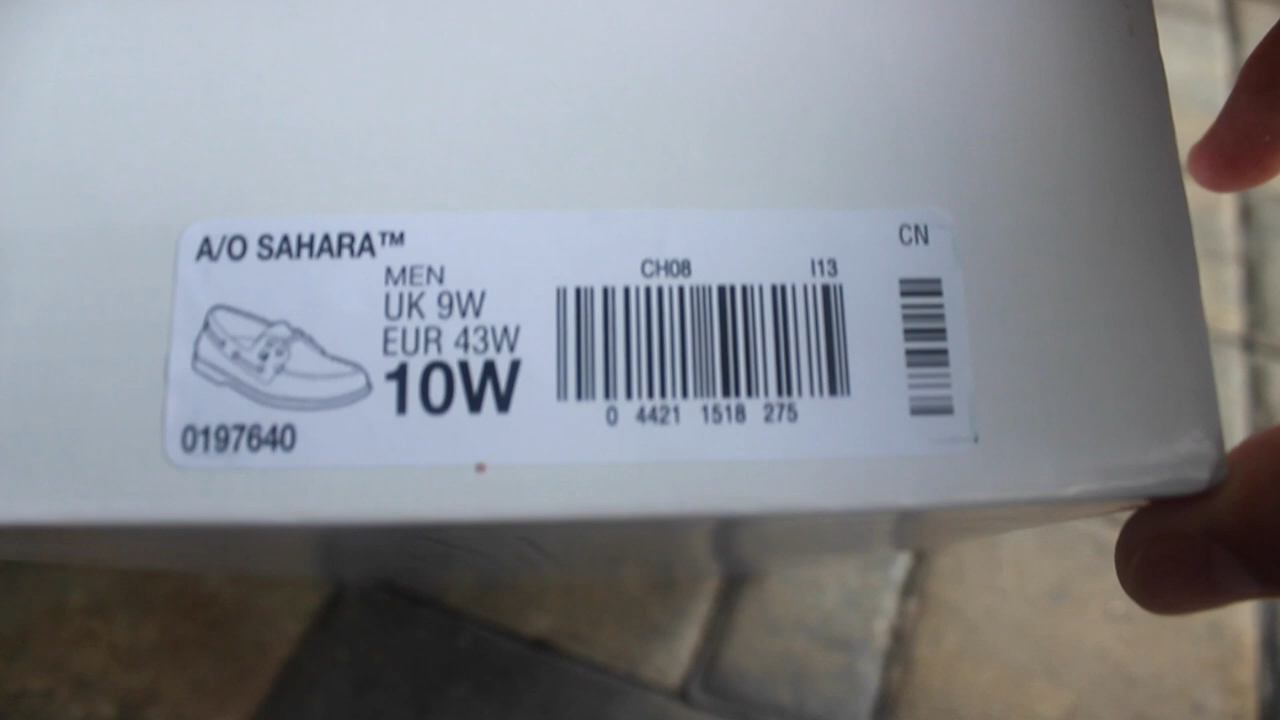 A/O SAHARA™
MEN
UK 9W
EUR 43W
10W
0197640
CH08 I13
0 4421 1518 275
CN